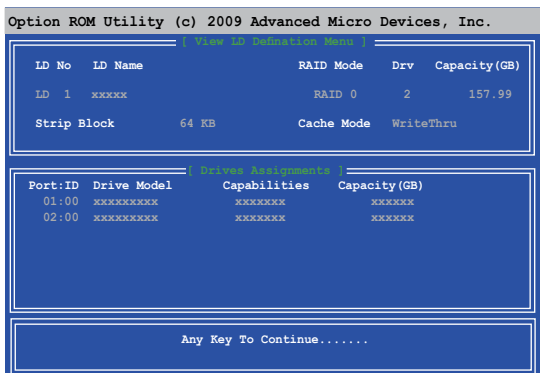 Option ROM Utility (c) 2009 Advanced Micro Devices, Inc.
[ View LD Defination Menu ]
LD No LD Name RAID Mode Drv Capacity(GB)
LD 1 xxxxx RAID 0 2 157.99
Strip Block 64 KB Cache Mode WriteThru
[ Drives Assignments ]
Port:ID Drive Model Capabilities Capacity(GB)
01:00 xxxxxxxxx xxxxxxx xxxxxx
02:00 xxxxxxxxx xxxxxxx xxxxxx
Any Key To Continue.......